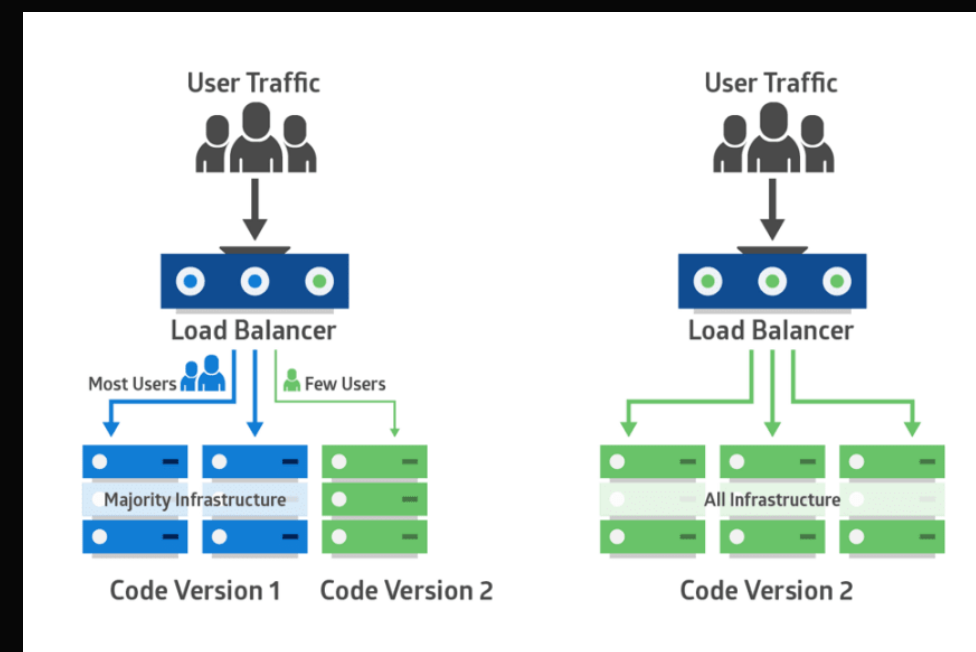 User Traffic
Load Balancer
Most Users
Few Users
Majority Infrastructure
Code Version 1
Code Version 2
User Traffic
Load Balancer
All Infrastructure
Code Version 2